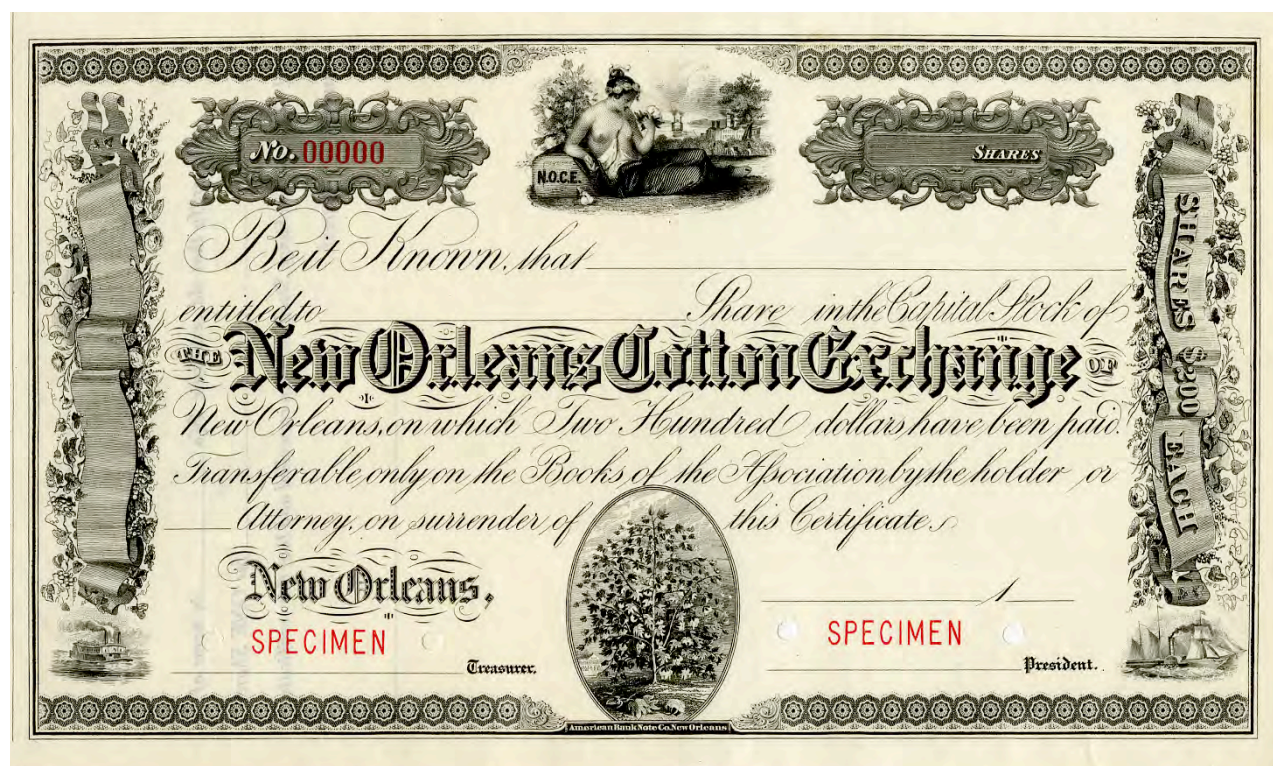 No. 00000
N.O.C.E.
SHARES
Be it Known, that
entitled to Share in the Capital Stock of
THE New Orleans Cotton Exchange OF
New Orleans, on which Two Hundred dollars have been paid.
Transferable only on the Books of the Association by the holder or
Attorney, on surrender of this Certificate.
New Orleans,
1
SPECIMEN
SPECIMEN
Treasurer.
President.
American Bank Note Co. New Orleans
SHARES $200 EACH